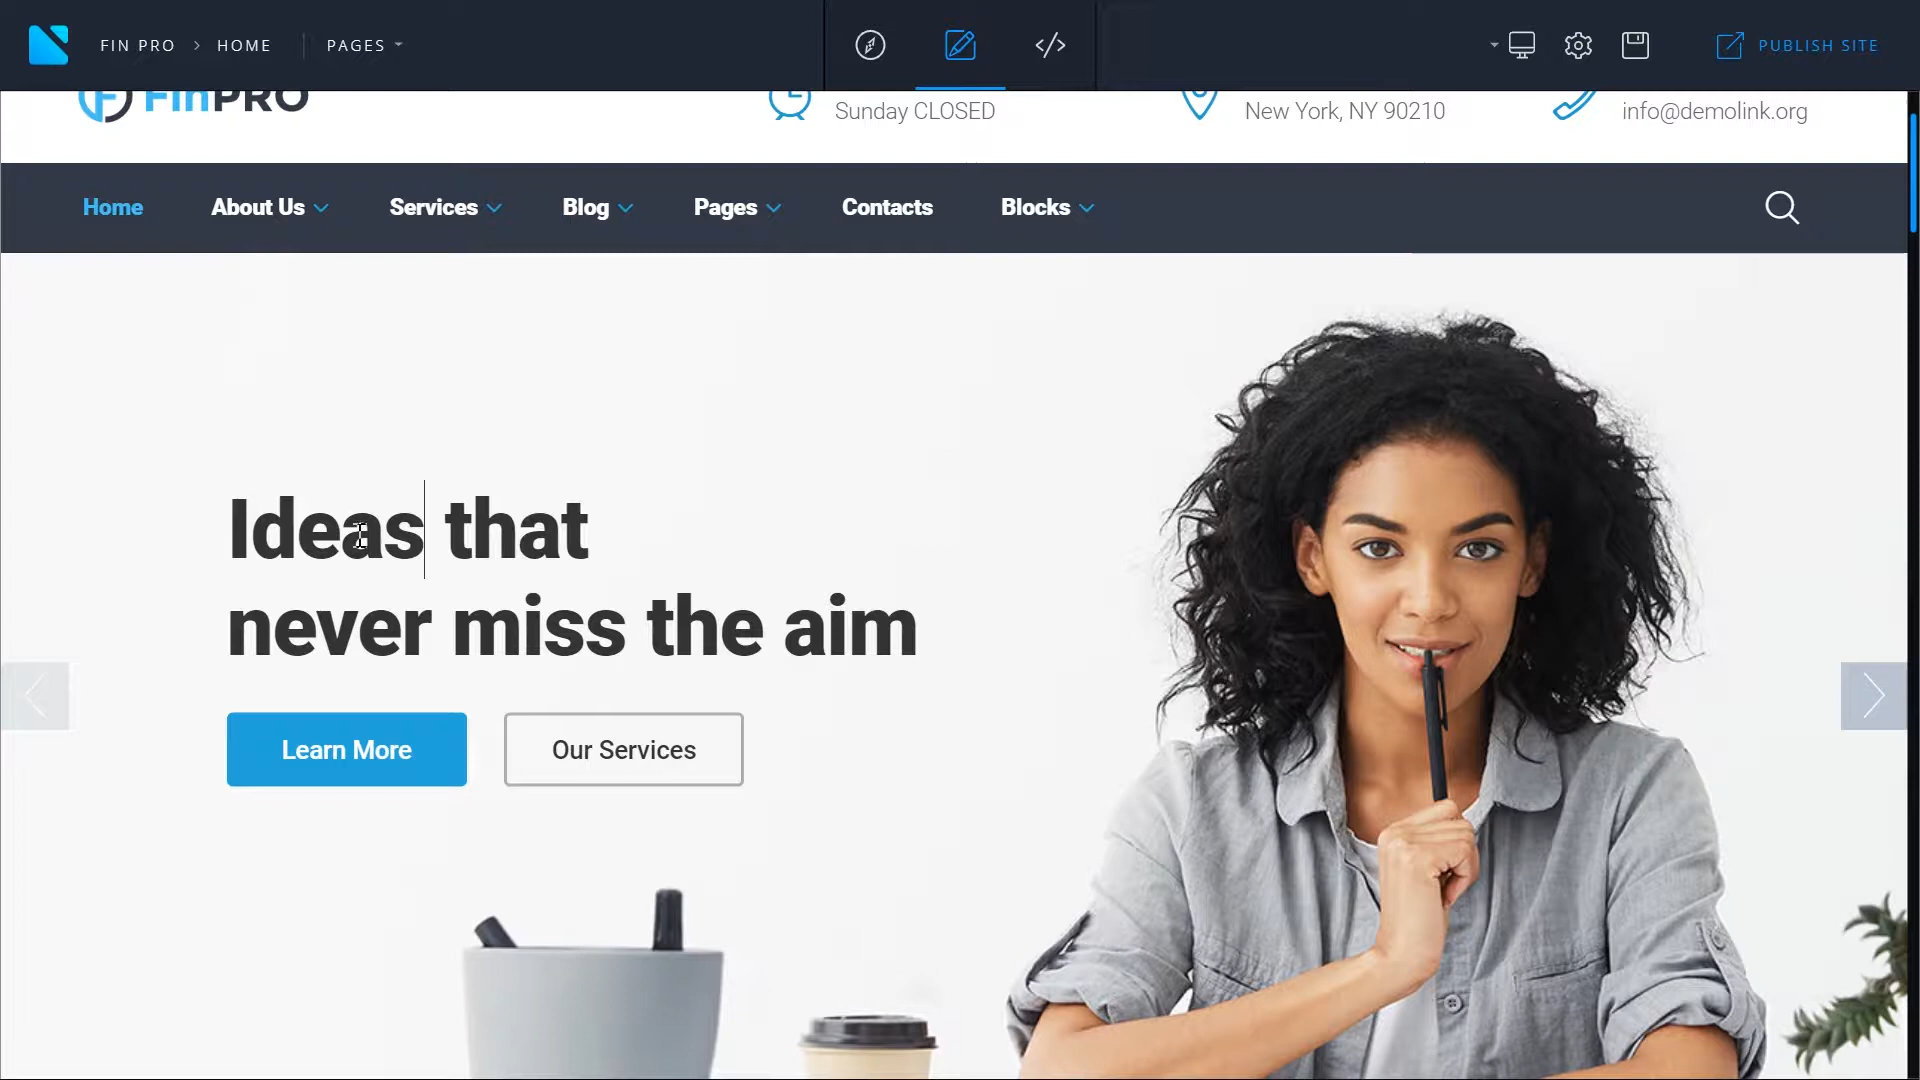 FIN PRO > HOME PAGES
</> PUBLISH SITE
FinPRO
Sunday CLOSED
New York, NY 90210
info@demolink.org
Home About Us Services Blog Pages Contacts Blocks
Ideas that
never miss the aim
Learn More Our Services